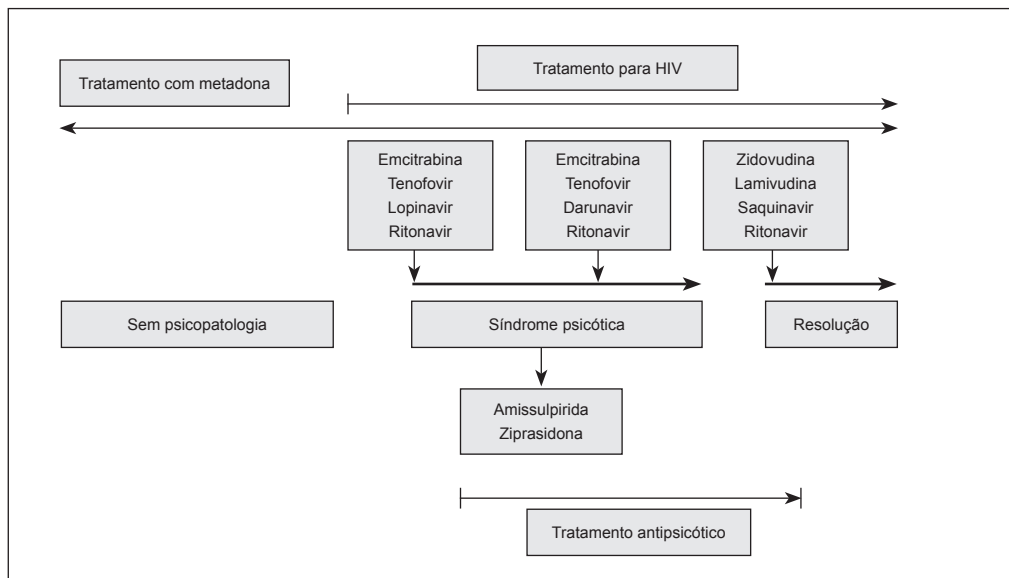 Tratamento para HIV
Tratamento com metadona
Emcitrabina
Tenofovir
Lopinavir
Ritonavir
Emcitrabina
Tenofovir
Darunavir
Ritonavir
Zidovudina
Lamivudina
Saquinavir
Ritonavir
Sem psicopatologia
Síndrome psicótica
Resolução
Amissulpirida
Ziprasidona
Tratamento antipsicótico